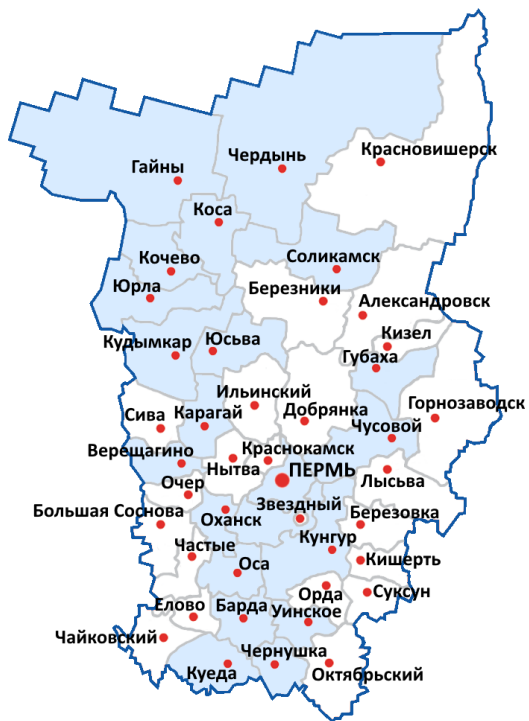 Красновишерск
Чердынь
Гайны
Коса
Соликамск
Кочево
Юрла
Березники
Александровск
Кизел
Кудымкар
Юсьва
Губаха
Ильинский
Горнозаводск
Сива
Карагай
Добрянка
Чусовой
Верещагино
Краснокамск
Нытва
ПЕРМЬ
Лысьва
Очер
Звездный
Большая Соснова
Оханск
Березовка
Кунгур
Частые
Кишерть
Оса
Орда
Суксун
Елово
Барда
Уинское
Чайковский
Чернушка
Куеда
Октябрьский